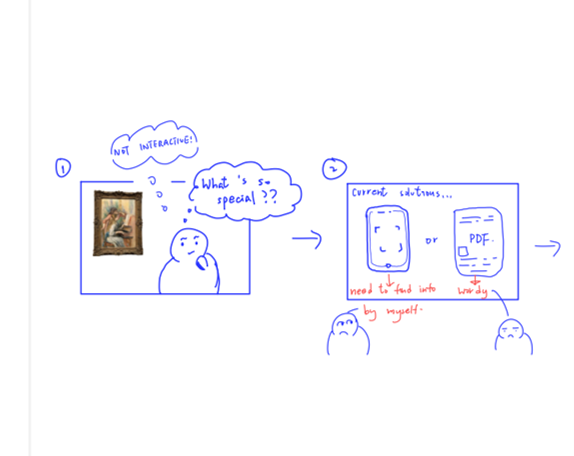 NOT INTERACTIVE!
①
What's so
special ??
②
Current solutions...
or
PDF.
need to find info
by myself.
wordy